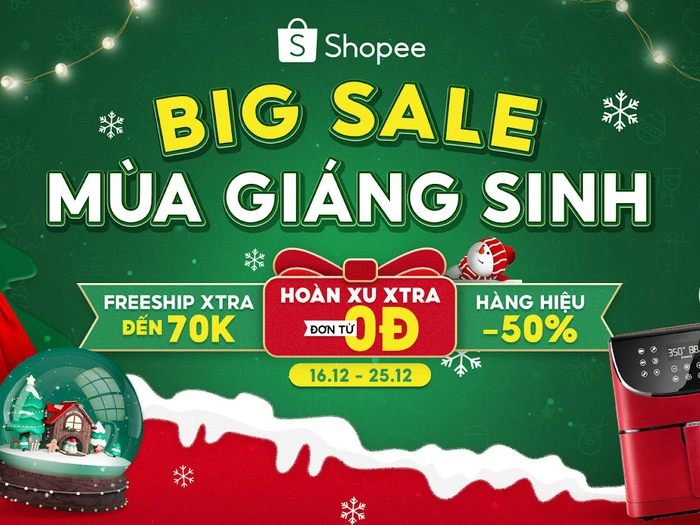 Shopee
BIG SALE
MÙA GIÁNG SINH
FREESHIP XTRA
ĐẾN 70K
HOÀN XU XTRA
ĐƠN TỪ 0Đ
HÀNG HIỆU
-50%
16.12 - 25.12